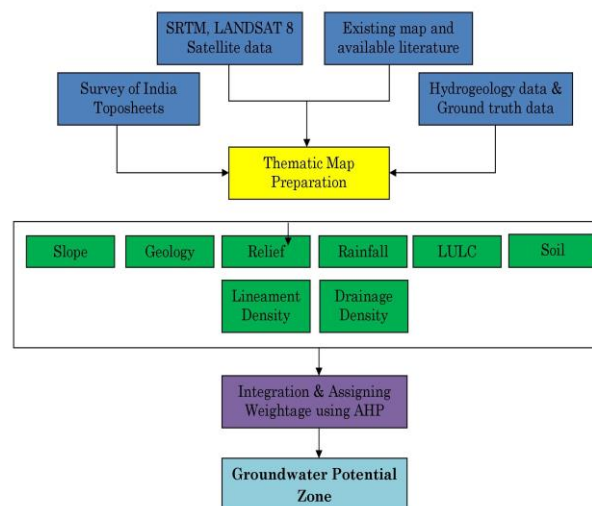 SRTM, LANDSAT 8
Satellite data
Existing map and
available literature
Survey of India
Toposheets
Hydrogeology data &
Ground truth data
Thematic Map
Preparation
Slope
Geology
Relief
Rainfall
LULC
Soil
Lineament
Density
Drainage
Density
Integration & Assigning
Weightage using AHP
Groundwater Potential
Zone